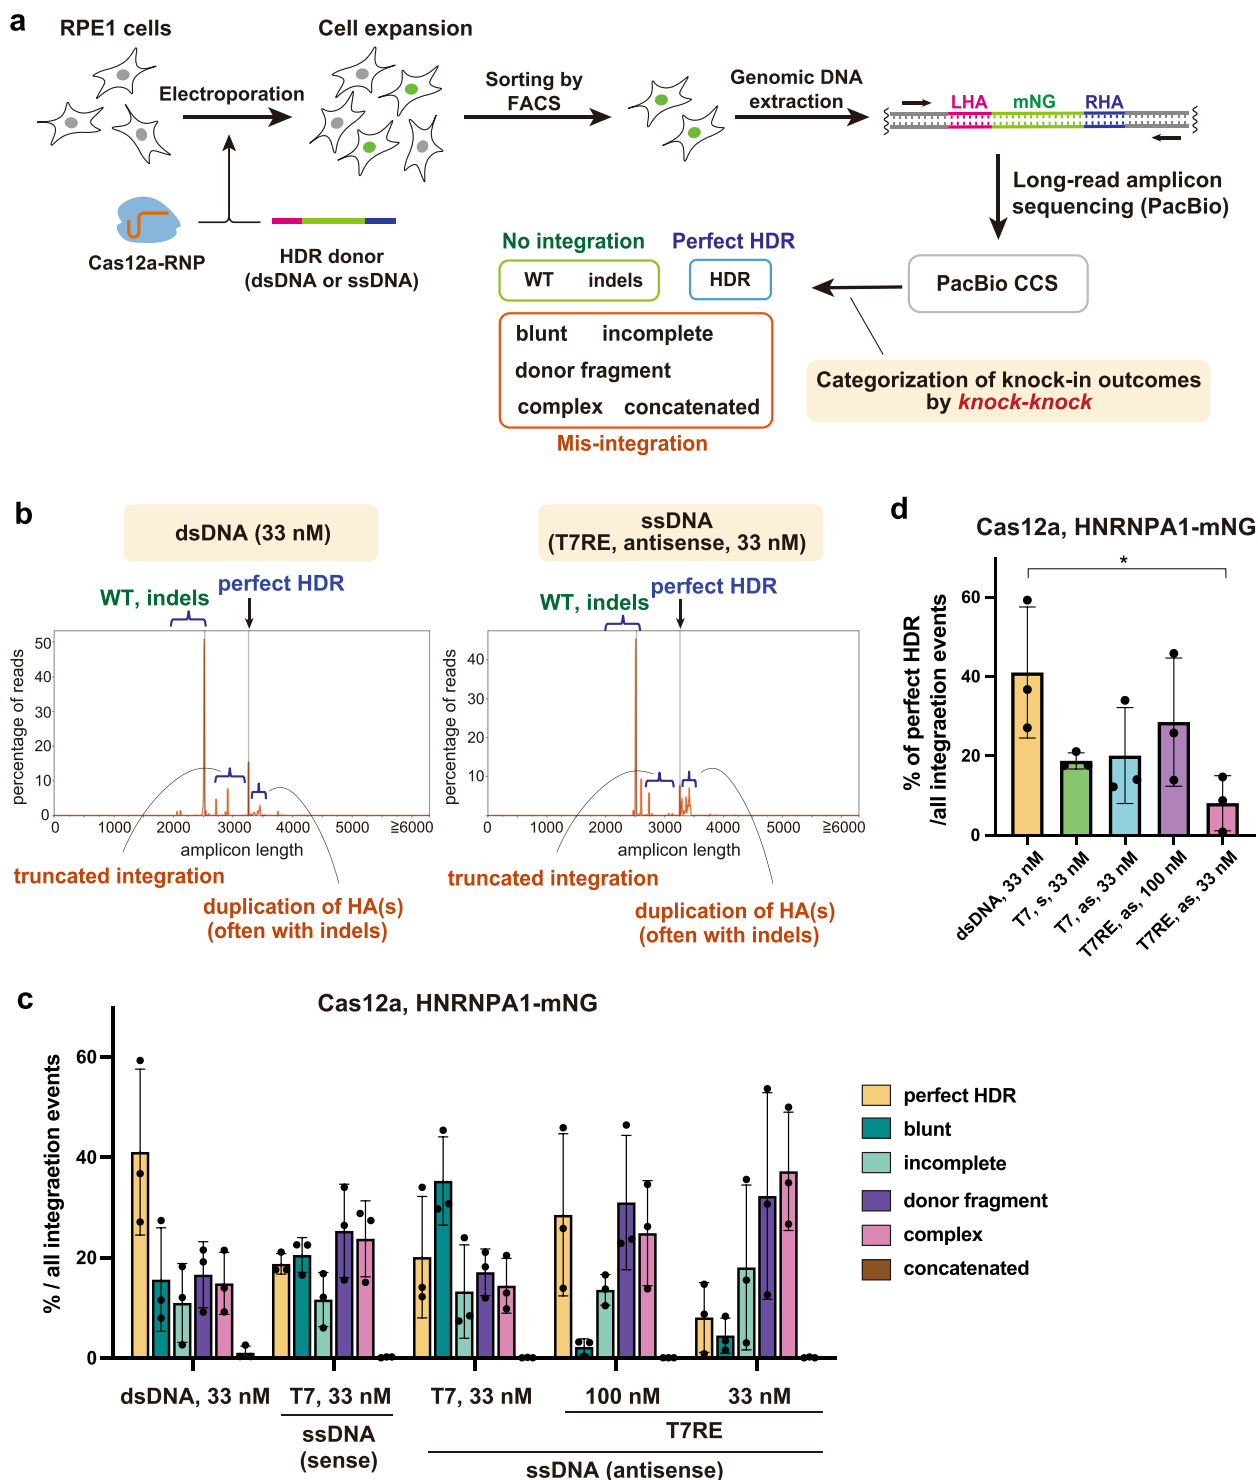 a
RPE1 cells
Cell expansion
Electroporation
Sorting by
FACS
Genomic DNA
extraction
LHA mNG RHA
Cas12a-RNP
HDR donor
(dsDNA or ssDNA)
Long-read amplicon
sequencing (PacBio)
No integration Perfect HDR
WT indels HDR
PacBio CCS
blunt incomplete
donor fragment
complex concatenated
Mis-integration
Categorization of knock-in outcomes
by knock-knock
b
dsDNA (33 nM)
WT, indels
perfect HDR
percentage of reads
50
40
30
20
10
0
0 1000 2000 3000 4000 5000 ≧6000
amplicon length
truncated integration
duplication of HA(s)
(often with indels)
ssDNA
(T7RE, antisense, 33 nM)
WT, indels
perfect HDR
percentage of reads
40
30
20
10
0 1000 2000 3000 4000 5000 ≧6000
amplicon length
truncated integration
duplication of HA(s)
(often with indels)
d
Cas12a, HNRNPA1-mNG
*
% of perfect HDR
/all integraetion events
60
40
20
0
dsDNA, 33 nM
T7, s, 33 nM
T7, as, 33 nM
T7RE, as, 100 nM
T7RE, as, 33 nM
c
Cas12a, HNRNPA1-mNG
% / all integraetion events
60
40
20
0
dsDNA, 33 nM T7, 33 nM T7, 33 nM 100 nM 33 nM
ssDNA
(sense)
T7RE
ssDNA (antisense)
perfect HDR
blunt
incomplete
donor fragment
complex
concatenated